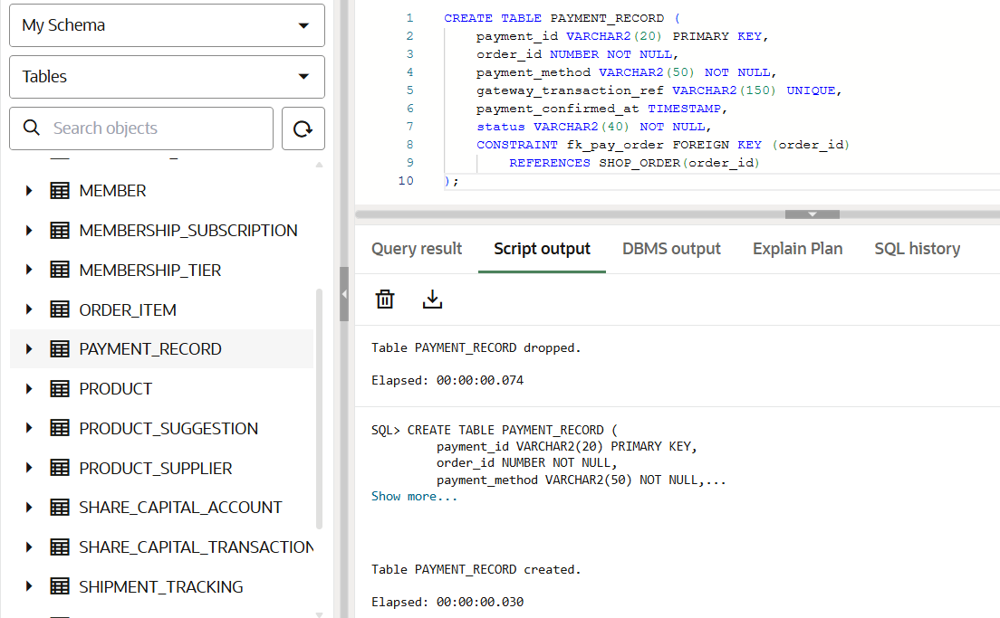 My Schema
Tables
Search objects
MEMBER
MEMBERSHIP_SUBSCRIPTION
MEMBERSHIP_TIER
ORDER_ITEM
PAYMENT_RECORD
PRODUCT
PRODUCT_SUGGESTION
PRODUCT_SUPPLIER
SHARE_CAPITAL_ACCOUNT
SHARE_CAPITAL_TRANSACTION
SHIPMENT_TRACKING
1 CREATE TABLE PAYMENT_RECORD (
2 payment_id VARCHAR2(20) PRIMARY KEY,
3 order_id NUMBER NOT NULL,
4 payment_method VARCHAR2(50) NOT NULL,
5 gateway_transaction_ref VARCHAR2(150) UNIQUE,
6 payment_confirmed_at TIMESTAMP,
7 status VARCHAR2(40) NOT NULL,
8 CONSTRAINT fk_pay_order FOREIGN KEY (order_id)
9 REFERENCES SHOP_ORDER(order_id)
10 );
Query result Script output DBMS output Explain Plan SQL history
Table PAYMENT_RECORD dropped.
Elapsed: 00:00:00.074
SQL> CREATE TABLE PAYMENT_RECORD (
payment_id VARCHAR2(20) PRIMARY KEY,
order_id NUMBER NOT NULL,
payment_method VARCHAR2(50) NOT NULL,...
Show more...
Table PAYMENT_RECORD created.
Elapsed: 00:00:00.030